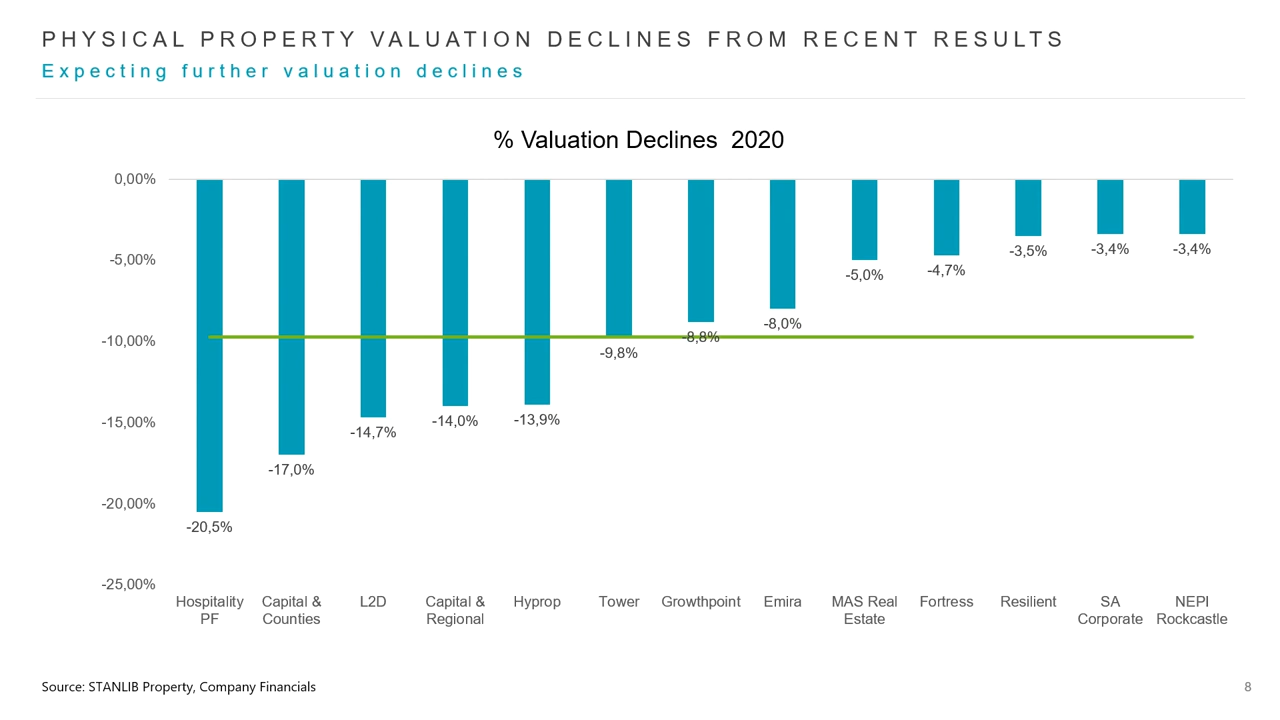 PHYSICAL PROPERTY VALUATION DECLINES FROM RECENT RESULTS
Expecting further valuation declines
% Valuation Declines 2020
0,00%
-5,00%
-10,00%
-15,00%
-20,00%
-25,00%
-20,5%
-17,0%
-14,7%
-14,0%
-13,9%
-9,8%
-8,8%
-8,0%
-5,0%
-4,7%
-3,5%
-3,4%
-3,4%
Hospitality
PF
Capital &
Counties
L2D
Capital &
Regional
Hyprop
Tower
Growthpoint
Emira
MAS Real
Estate
Fortress
Resilient
SA
Corporate
NEPI
Rockcastle
Source: STANLIB Property, Company Financials
8